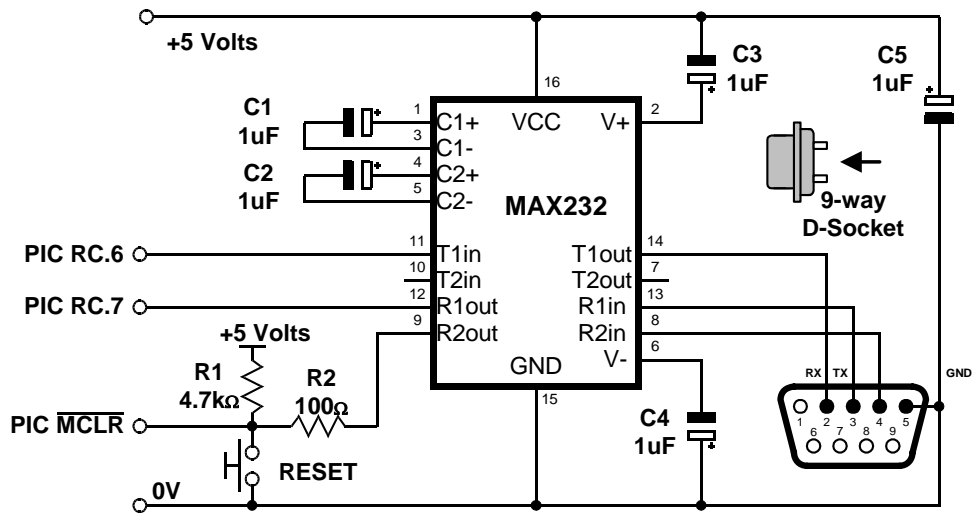 +5 Volts
C3
1uF
+
C5
1uF
+
16
C1
1uF
+
1
3
C1+
C1-
VCC
V+
2
C2
1uF
+
4
5
C2+
C2-
MAX232
9-way
D-Socket
PIC RC.6
11
T1in
T1out
14
10
T2in
T2out
7
PIC RC.7
12
R1out
R1in
13
9
R2out
R2in
8
V-
6
+5 Volts
R1
4.7kΩ
R2
100Ω
GND
15
RX TX
GND
PIC MCLR
C4
1uF
+
1 2 3 4 5
6 7 8 9
RESET
0V